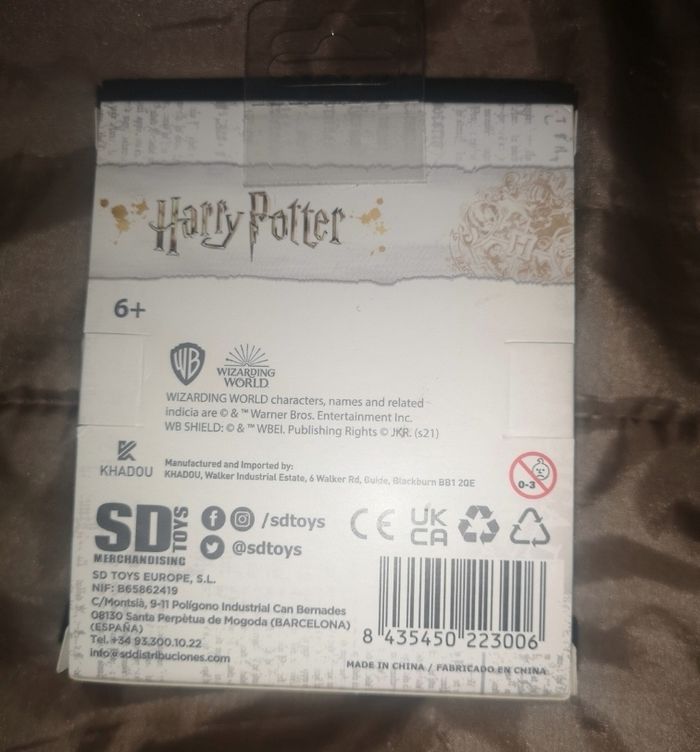 Harry Potter
6+
WB
WIZARDING
WORLD
WIZARDING WORLD characters, names and related
indicia are © & ™ Warner Bros. Entertainment Inc.
WB SHIELD: © & ™ WBEI. Publishing Rights © JKR. (s21)
KHADOU
Manufactured and Imported by:
KHADOU, Walker Industrial Estate, 6 Walker Rd, Guide, Blackburn BB1 2QE
0-3
SD TOYS
MERCHANDISING
/sdtoys
@sdtoys
CE UK CA
SD TOYS EUROPE, S.L.
NIF: B65862419
C/Montsià, 9-11 Polígono Industrial Can Bernades
08130 Santa Perpètua de Mogoda (BARCELONA)
(ESPAÑA)
Tel. +34 93.300.10.22
info@sddistribuciones.com
8 435450 223006
MADE IN CHINA / FABRICADO EN CHINA